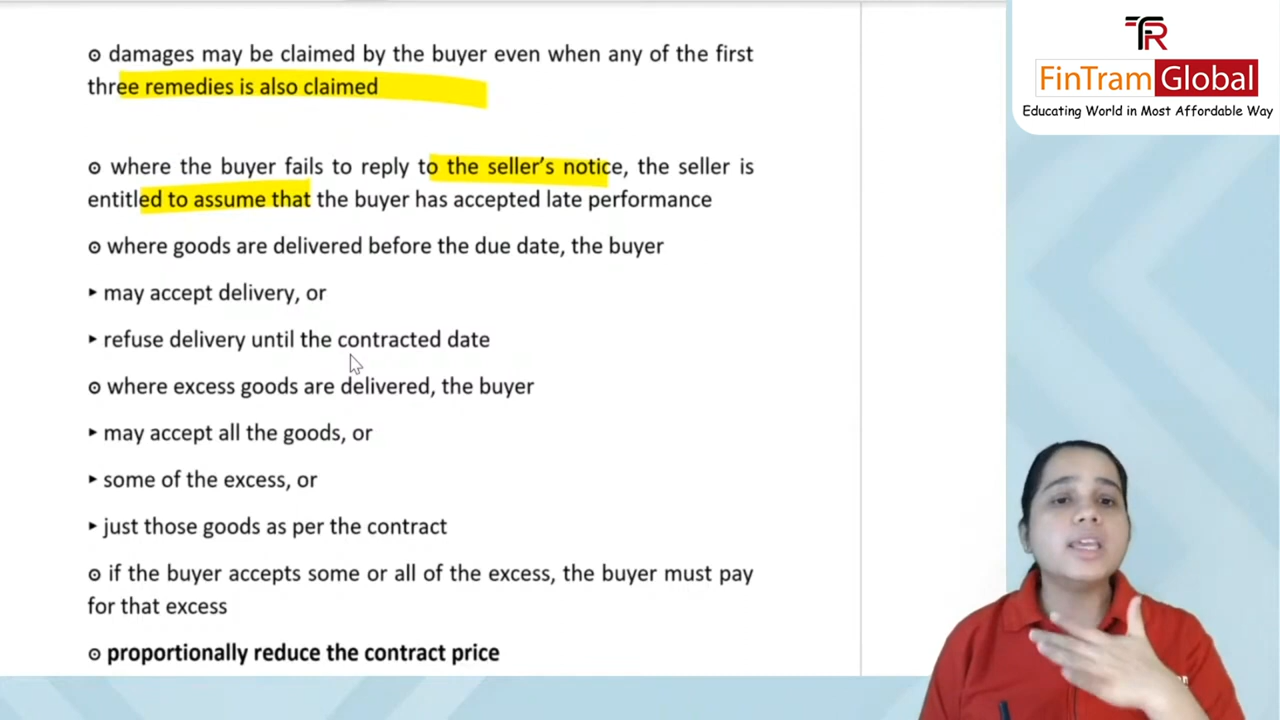 TR
FinTram Global
Educating World in Most Affordable Way
⊙ damages may be claimed by the buyer even when any of the first
three remedies is also claimed
⊙ where the buyer fails to reply to the seller’s notice, the seller is
entitled to assume that the buyer has accepted late performance
⊙ where goods are delivered before the due date, the buyer
‣ may accept delivery, or
‣ refuse delivery until the contracted date
⊙ where excess goods are delivered, the buyer
‣ may accept all the goods, or
‣ some of the excess, or
‣ just those goods as per the contract
⊙ if the buyer accepts some or all of the excess, the buyer must pay
for that excess
⊙ proportionally reduce the contract price